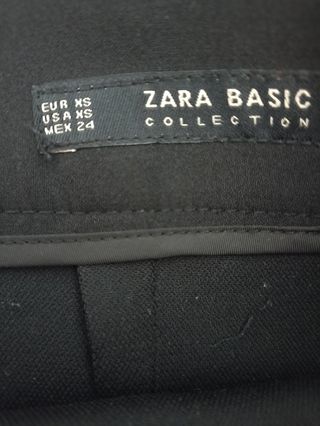 EUR XS
USA XS
MEX 24
ZARA BASIC
COLLECTION